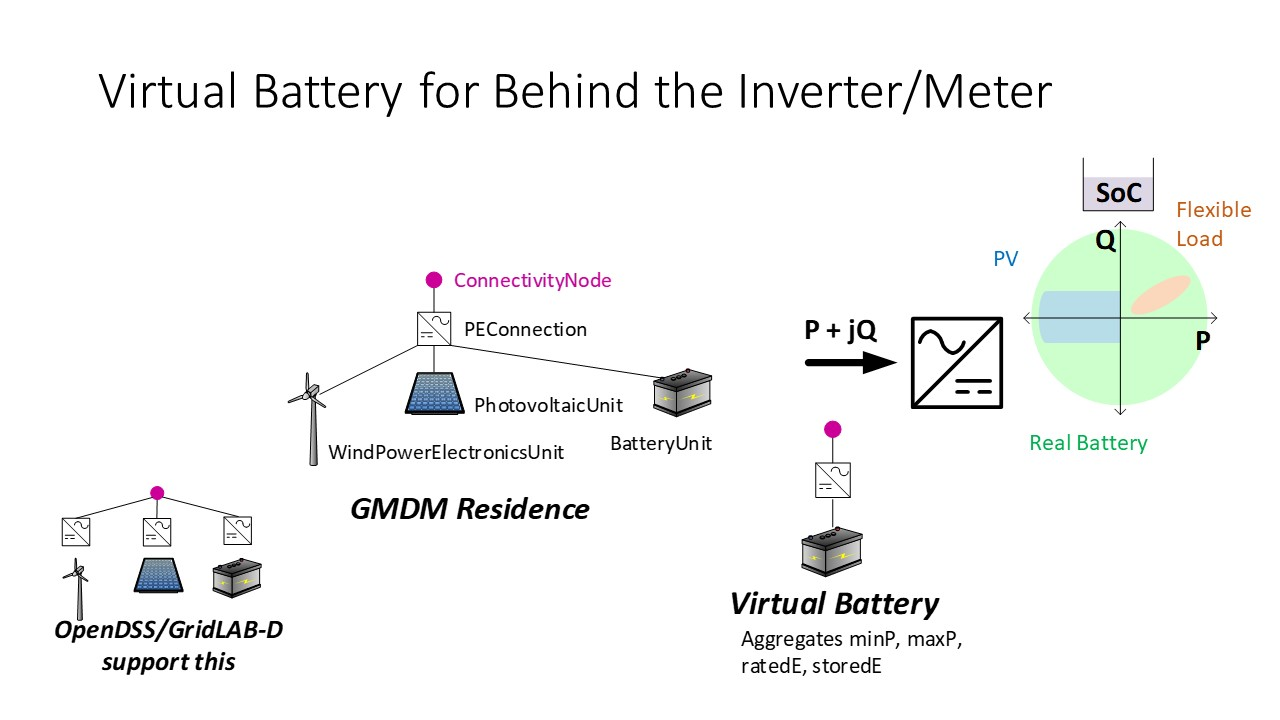 Virtual Battery for Behind the Inverter/Meter
SoC
Flexible
Load
Q
PV
P
Real Battery
P + jQ
ConnectivityNode
PEConnection
PhotovoltaicUnit
BatteryUnit
WindPowerElectronicsUnit
GMDM Residence
OpenDSS/GridLAB-D
support this
Virtual Battery
Aggregates minP, maxP,
ratedE, storedE